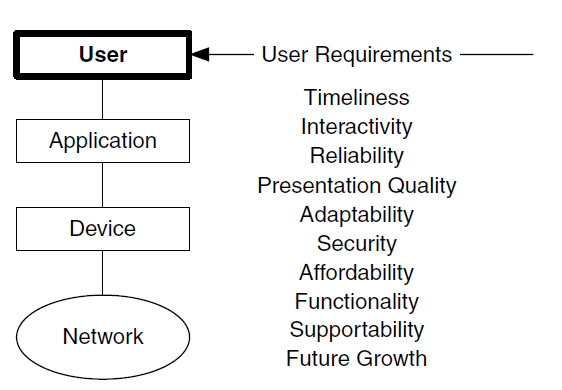 User
User Requirements
Timeliness
Interactivity
Application
Reliability
Presentation Quality
Adaptability
Device
Security
Affordability
Functionality
Supportability
Network
Future Growth